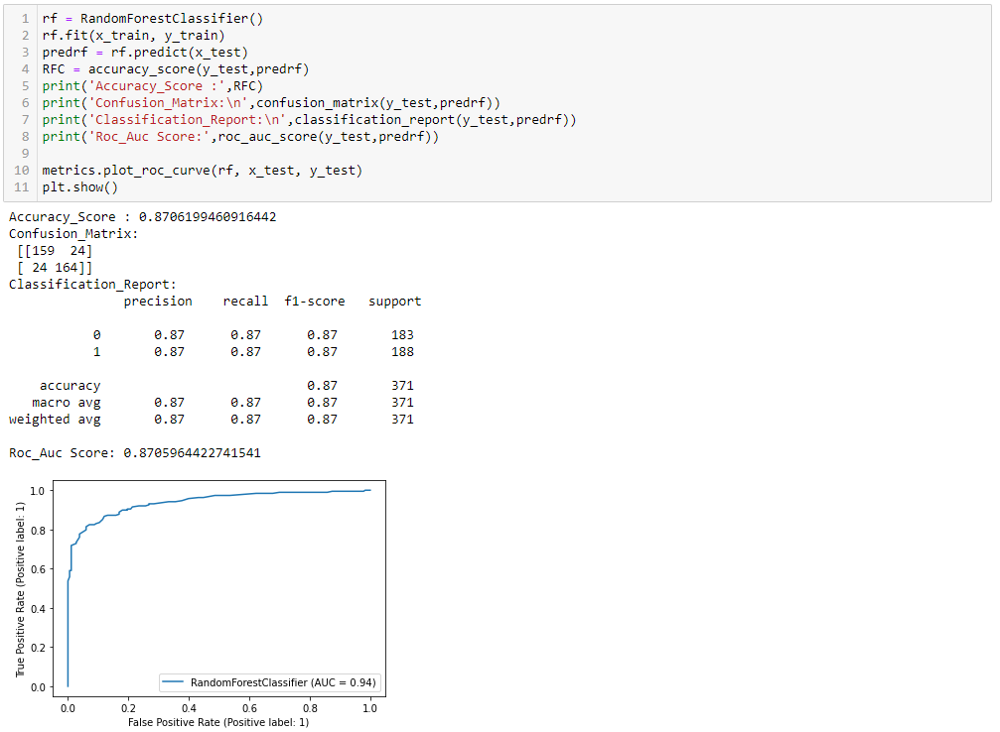 1 rf = RandomForestClassifier()
2 rf.fit(x_train, y_train)
3 predrf = rf.predict(x_test)
4 RFC = accuracy_score(y_test,predrf)
5 print('Accuracy_Score :',RFC)
6 print('Confusion_Matrix:\n',confusion_matrix(y_test,predrf))
7 print('Classification_Report:\n',classification_report(y_test,predrf))
8 print('Roc_Auc Score:',roc_auc_score(y_test,predrf))
9
10 metrics.plot_roc_curve(rf, x_test, y_test)
11 plt.show()
Accuracy_Score : 0.8706199460916442
Confusion_Matrix:
[[159  24]
[ 24 164]]
Classification_Report:
precision    recall  f1-score   support
0       0.87      0.87      0.87       183
1       0.87      0.87      0.87       188
accuracy                           0.87       371
macro avg       0.87      0.87      0.87       371
weighted avg       0.87      0.87      0.87       371
Roc_Auc Score: 0.8705964422741541
1.0
0.8
0.6
0.4
0.2
0.0
True Positive Rate (Positive label: 1)
RandomForestClassifier (AUC = 0.94)
0.0 0.2 0.4 0.6 0.8 1.0
False Positive Rate (Positive label: 1)